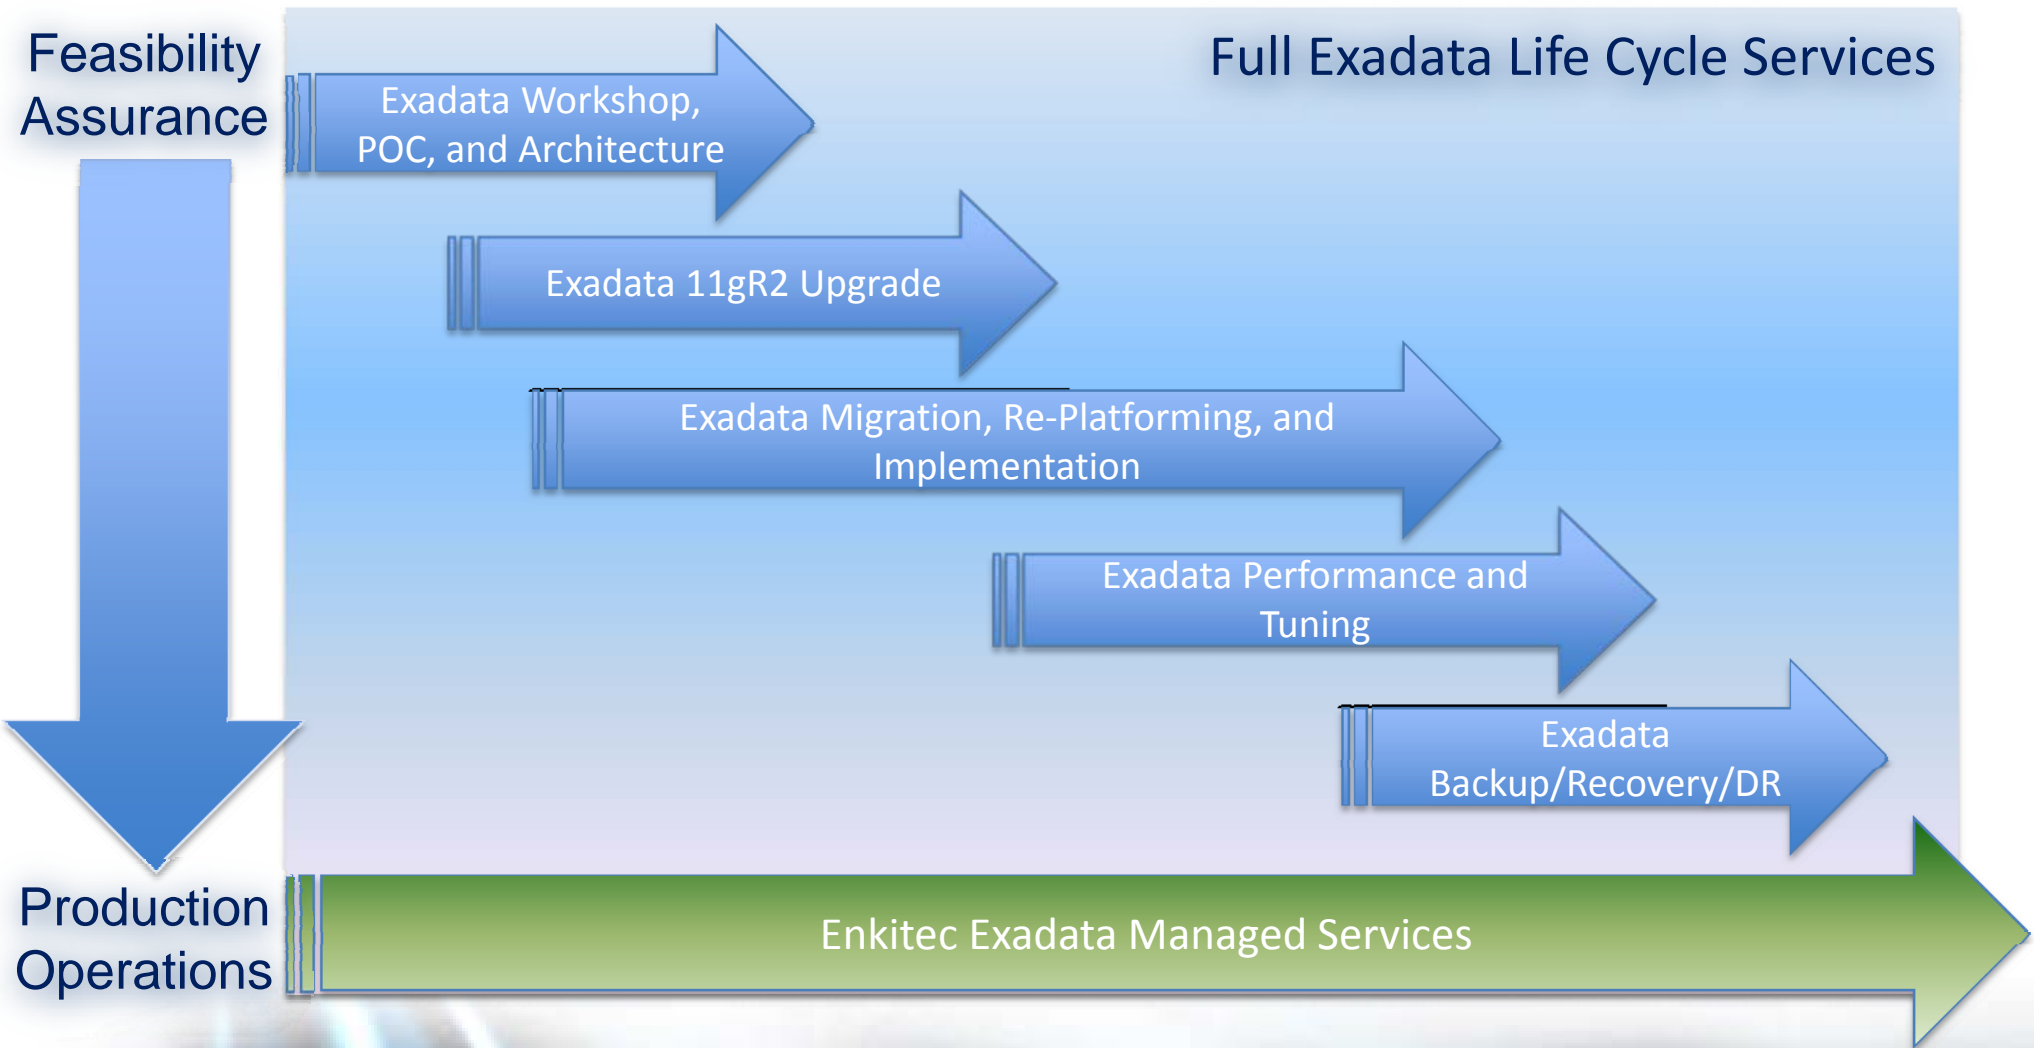 Feasibility
Assurance
Full Exadata Life Cycle Services
Exadata Workshop,
POC, and Architecture
Exadata 11gR2 Upgrade
Exadata Migration, Re-Platforming, and
Implementation
Exadata Performance and
Tuning
Exadata
Backup/Recovery/DR
Production
Operations
Enkitec Exadata Managed Services